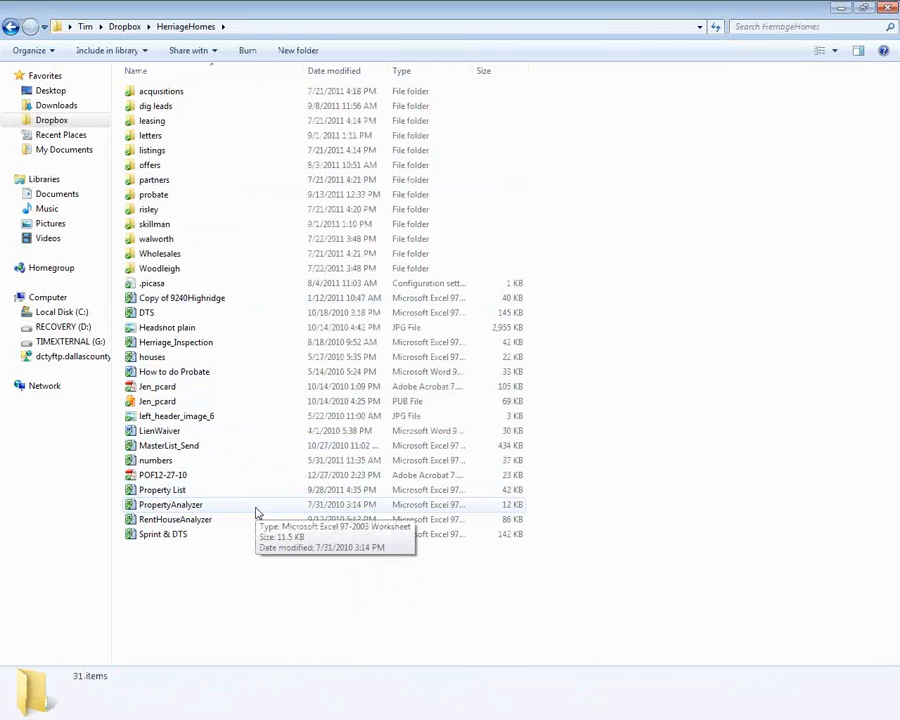 Tim Dropbox HerriageHomes Search HerriageHomes
Organize Include in library Share with Burn New folder
Name Date modified Type Size
Favorites
Desktop
Downloads
Dropbox
Recent Places
My Documents
Libraries
Documents
Music
Pictures
Videos
Homegroup
Computer
Local Disk (C:)
RECOVERY (D:)
TIMEXTERNAL (G:)
dctyftp.dallascounty
Network
acquisitions 7/21/2011 4:18 PM File folder
dig leads 9/8/2011 11:56 AM File folder
leasing 7/21/2011 4:14 PM File folder
letters 9/1/2011 1:11 PM File folder
listings 7/21/2011 4:14 PM File folder
offers 8/3/2011 10:51 AM File folder
partners 7/21/2011 4:21 PM File folder
probate 9/13/2011 12:33 PM File folder
risley 7/21/2011 4:20 PM File folder
skillman 9/1/2011 1:10 PM File folder
walworth 7/22/2011 3:48 PM File folder
Wholesales 7/21/2011 4:21 PM File folder
Woodleigh 7/22/2011 3:48 PM File folder
.picasa 8/4/2011 11:03 AM Configuration sett... 1 KB
Copy of 9240Highridge 1/12/2011 10:47 AM Microsoft Excel 97... 40 KB
DTS 10/18/2010 3:18 PM Microsoft Excel 97... 145 KB
Headshot plain 10/14/2010 4:42 PM JPG File 2,955 KB
Herriage_Inspection 8/18/2010 9:52 AM Microsoft Excel 97... 42 KB
houses 5/17/2010 5:35 PM Microsoft Excel 97... 22 KB
How to do Probate 5/14/2010 5:24 PM Microsoft Word 9... 33 KB
Jen_pcard 10/14/2010 1:09 PM Adobe Acrobat 7.... 105 KB
Jen_pcard 10/14/2010 4:25 PM PUB File 69 KB
left_header_image_6 5/22/2010 11:00 AM JPG File 3 KB
LienWaiver 4/1/2010 5:38 PM Microsoft Word 9... 30 KB
MasterList_Send 10/27/2010 11:02 ... Microsoft Excel 97... 434 KB
numbers 5/31/2011 11:35 AM Microsoft Excel 97... 37 KB
POF12-27-10 12/27/2010 2:23 PM Adobe Acrobat 7.... 23 KB
Property List 9/28/2011 4:35 PM Microsoft Excel 97... 42 KB
PropertyAnalyzer 7/31/2010 3:14 PM Microsoft Excel 97... 12 KB
RentHouseAnalyzer Microsoft Excel 97... 86 KB
Sprint & DTS 142 KB
Type: Microsoft Excel 97-2003 Worksheet
Size: 11.5 KB
Date modified: 7/31/2010 3:14 PM
31 items